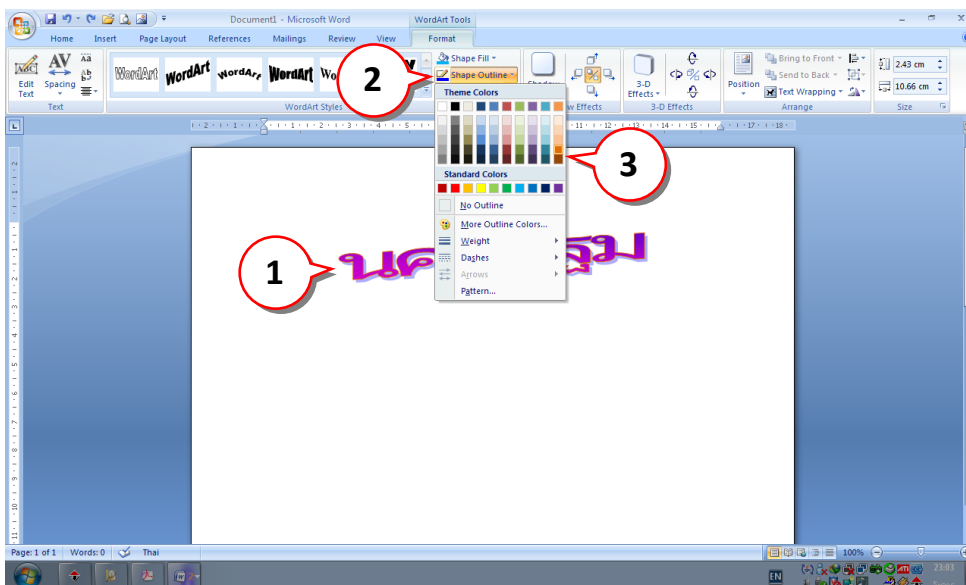 Document1 - Microsoft Word WordArt Tools
Home Insert Page Layout References Mailings Review View Format
Edit Text
Spacing
WordArt WordArt WordArt WordArt
Shape Fill
Shape Outline
3-D Effects
Position
Bring to Front
Send to Back
Text Wrapping
2.43 cm
10.66 cm
Text WordArt Styles 3-D Effects Arrange Size
2
Theme Colors
3
Standard Colors
No Outline
More Outline Colors...
Weight
Dashes
Arrows
Pattern...
1
Page: 1 of 1 Words: 0 Thai 100%
EN 23:03